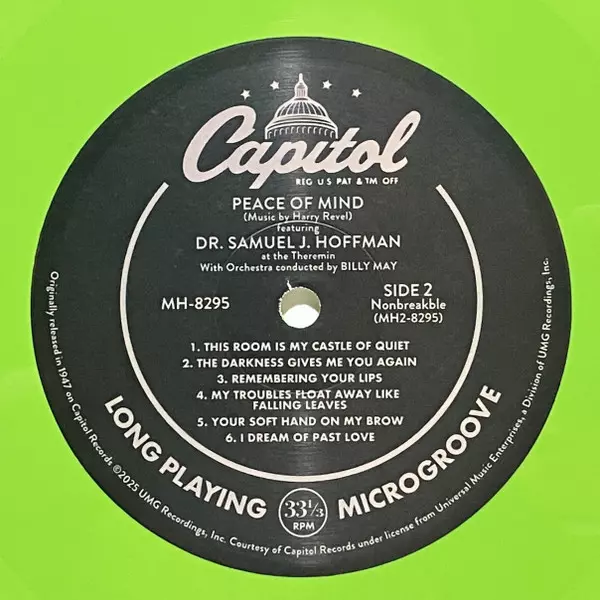 Capitol
REG U S PAT & TM OFF
PEACE OF MIND
(Music by Harry Revel)
featuring
DR. SAMUEL J. HOFFMAN
at the Theremin
With Orchestra conducted by BILLY MAY
MH-8295
SIDE 2
Nonbreakble
(MH2-8295)
1. THIS ROOM IS MY CASTLE OF QUIET
2. THE DARKNESS GIVES ME YOU AGAIN
3. REMEMBERING YOUR LIPS
4. MY TROUBLES FLOAT AWAY LIKE
FALLING LEAVES
5. YOUR SOFT HAND ON MY BROW
6. I DREAM OF PAST LOVE
LONG PLAYING
33 1/3
RPM
MICROGROOVE
Originally released in 1947 on Capitol Records ©2025 UMG Recordings, Inc. Courtesy of Capitol Records under license from Universal Music Enterprises, a Division of UMG Recordings, Inc.